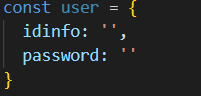 const user = {
  idinfo: '',
  password: ''
}